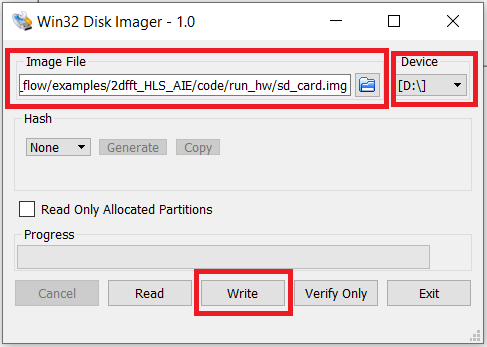 Win32 Disk Imager - 1.0
Image File
Device
_flow/examples/2dfft_HLS_AIE/code/run_hw/sd_card.img
[D:\]
Hash
None
Generate
Copy
Read Only Allocated Partitions
Progress
Cancel
Read
Write
Verify Only
Exit